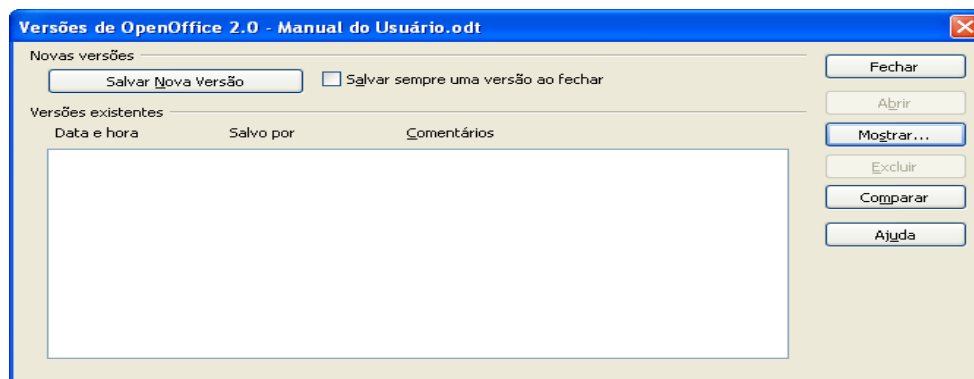 Versões de OpenOffice 2.0 - Manual do Usuário.odt
Novas versões
Salvar Nova Versão
Salvar sempre uma versão ao fechar
Versões existentes
Data e hora Salvo por Comentários
Fechar
Abrir
Mostrar...
Excluir
Comparar
Ajuda